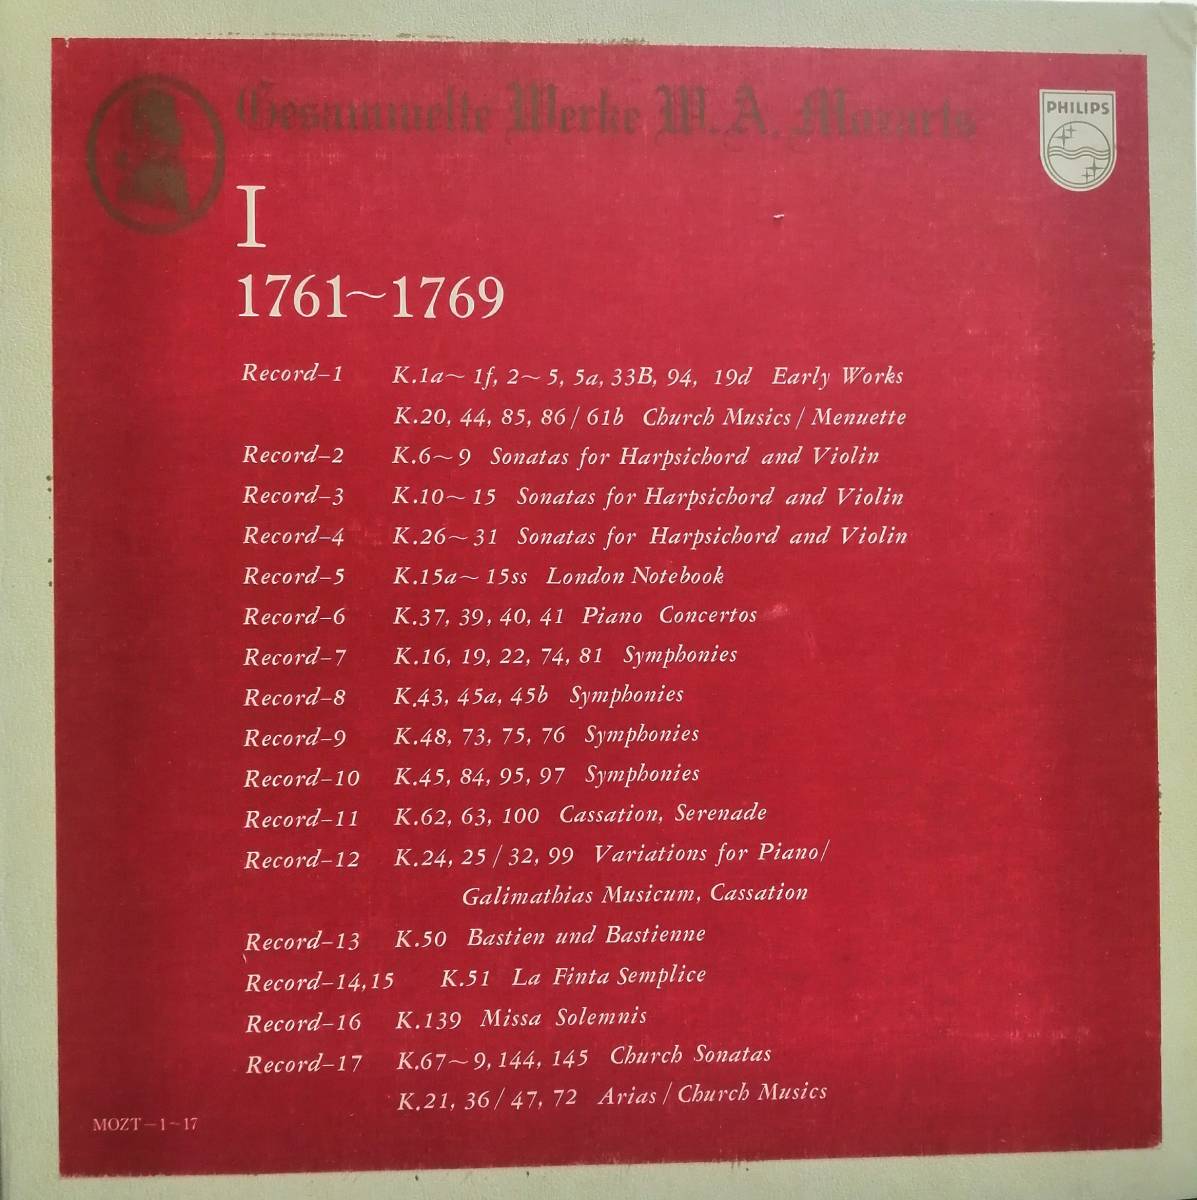 Gesammelte Werke W. A. Mozarts
PHILIPS
I
1761~1769
Record-1 K.1a~ 1f, 2~ 5, 5a, 33B, 94, 19d Early Works
K.20, 44, 85, 86 / 61b Church Musics / Menuette
Record-2 K.6~ 9 Sonatas for Harpsichord and Violin
Record-3 K.10~ 15 Sonatas for Harpsichord and Violin
Record-4 K.26~ 31 Sonatas for Harpsichord and Violin
Record-5 K.15a~ 15ss London Notebook
Record-6 K.37, 39, 40, 41 Piano Concertos
Record-7 K.16, 19, 22, 74, 81 Symphonies
Record-8 K.43, 45a, 45b Symphonies
Record-9 K.48, 73, 75, 76 Symphonies
Record-10 K.45, 84, 95, 97 Symphonies
Record-11 K.62, 63, 100 Cassation, Serenade
Record-12 K.24, 25 / 32, 99 Variations for Piano/
Galimathias Musicum, Cassation
Record-13 K.50 Bastien und Bastienne
Record-14,15 K.51 La Finta Semplice
Record-16 K.139 Missa Solemnis
Record-17 K.67~ 9, 144, 145 Church Sonatas
K.21, 36 / 47, 72 Arias / Church Musics
MOZT-1~17